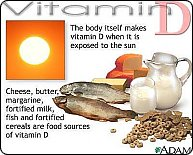 Vitamin D
The body itself makes
vitamin D when it is
exposed to the sun
Cheese, butter,
margarine,
fortified milk,
fish and fortified
cereals are food sources
of vitamin D
ADAM